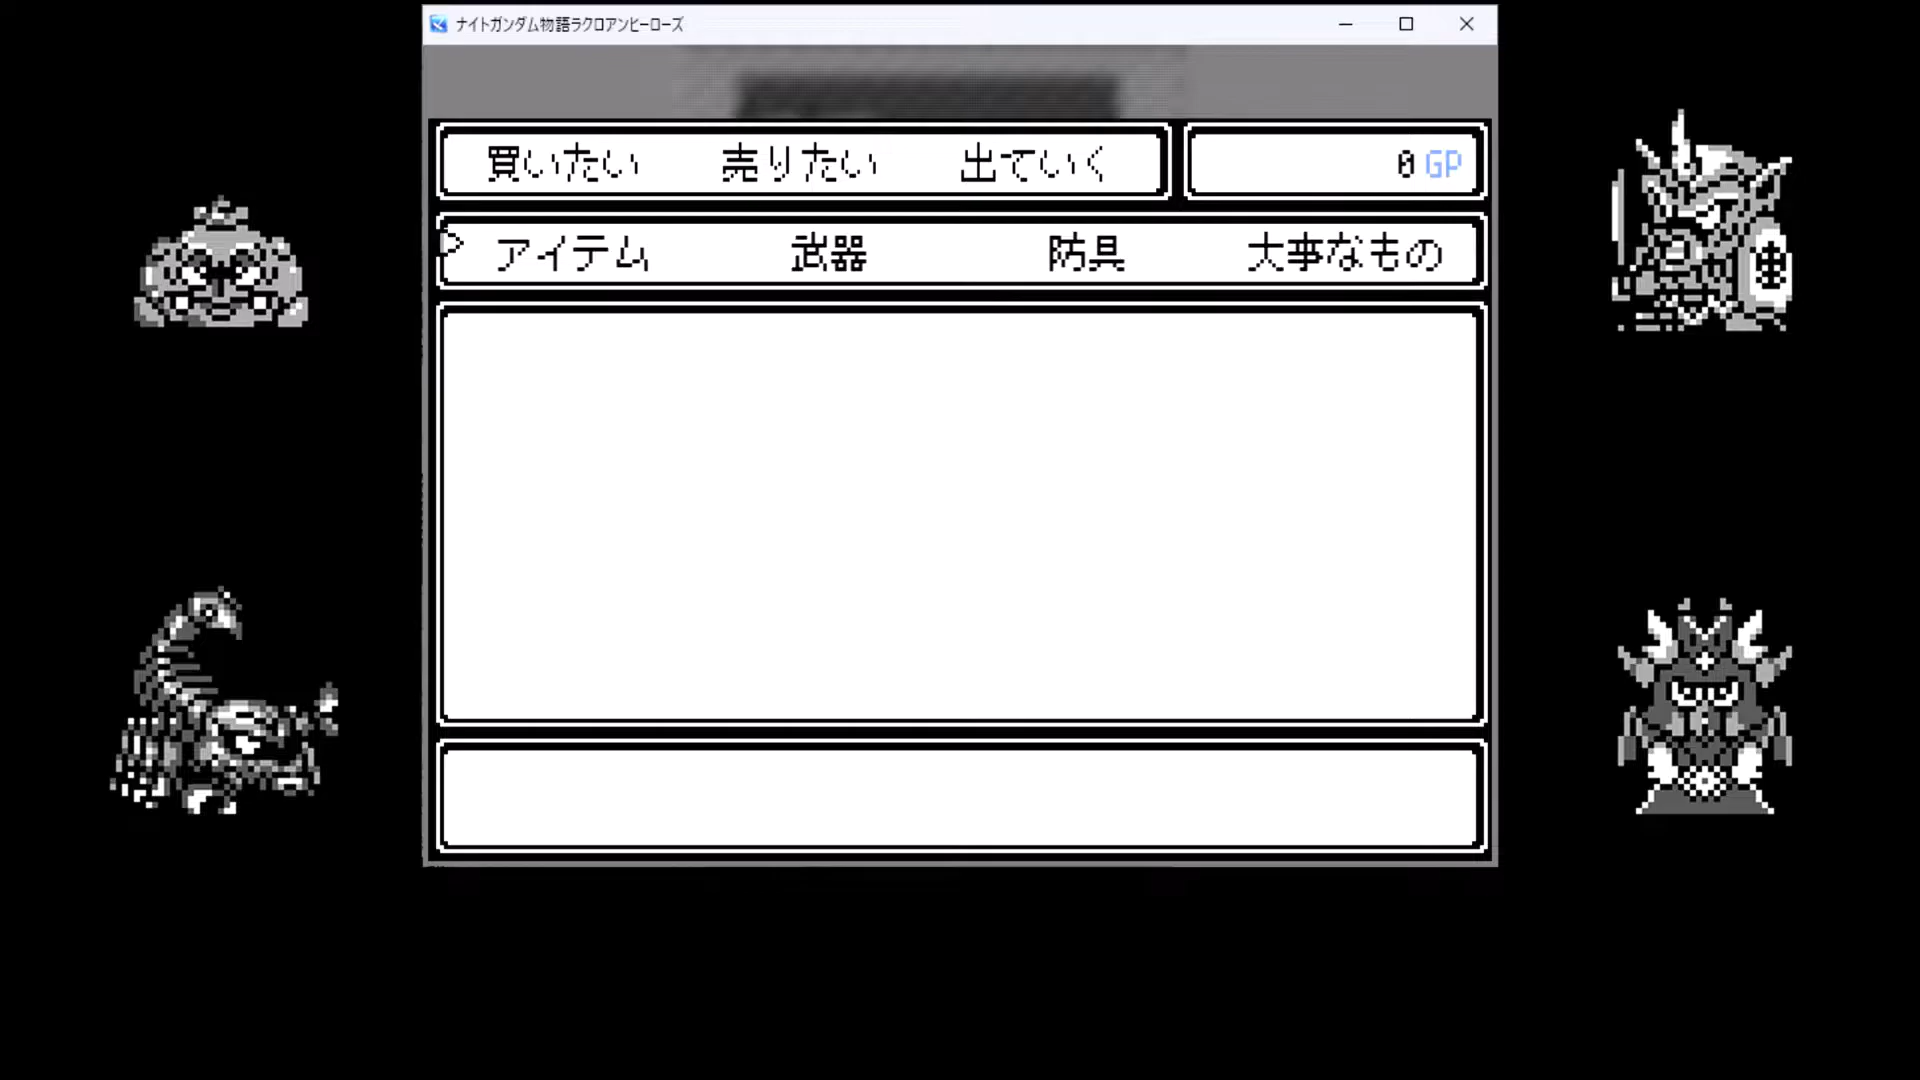 ナイトガンダム物語ラクロアンヒーローズ
買いたい 売りたい 出ていく 0 GP
アイテム 武器 防具 大事なもの